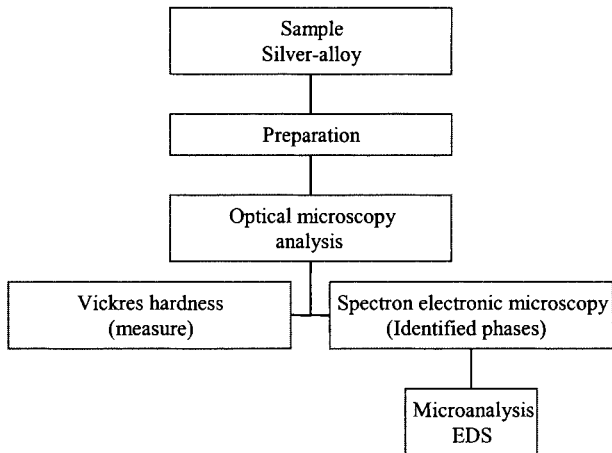 Sample
Silver-alloy
Preparation
Optical microscopy
analysis
Vickres hardness
(measure)
Spectron electronic microscopy
(Identified phases)
Microanalysis
EDS